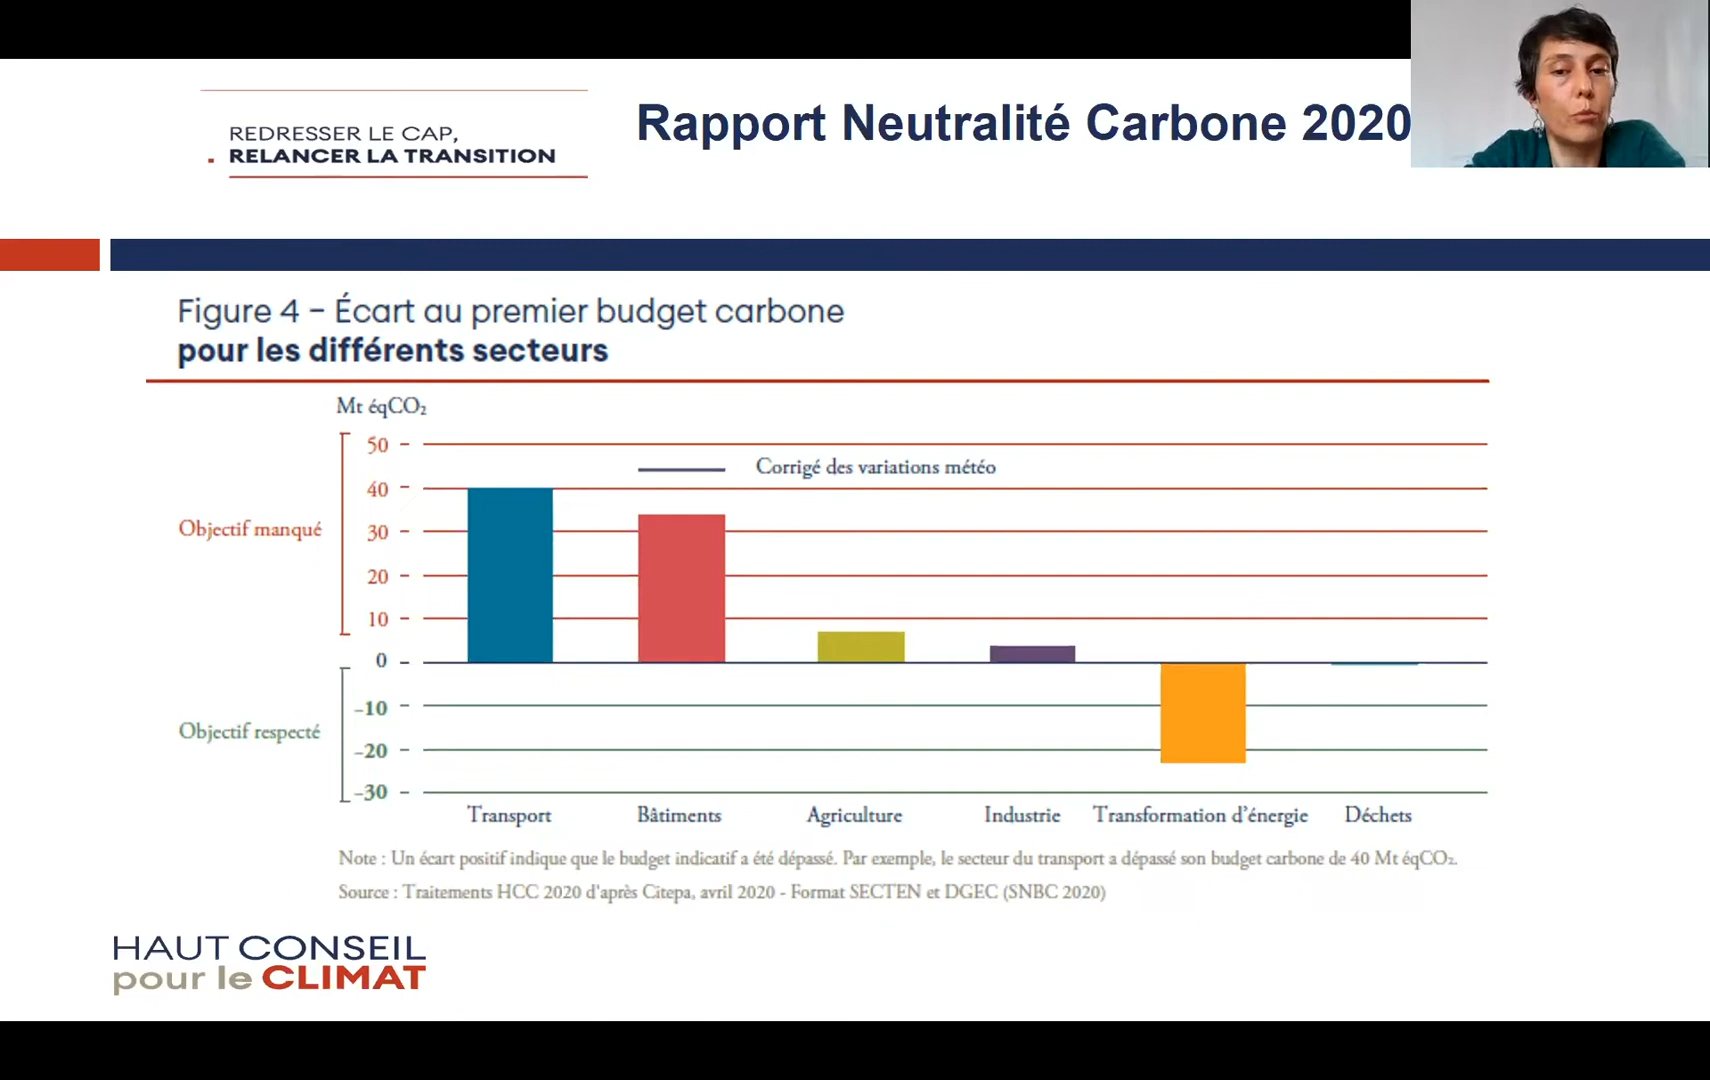 REDRESSER LE CAP,
RELANCER LA TRANSITION
Rapport Neutralité Carbone 2020
Figure 4 – Écart au premier budget carbone
pour les différents secteurs
Mt éqCO₂
50
Corrigé des variations météo
40
Objectif manqué
30
20
10
0
–10
Objectif respecté
–20
–30
Transport Bâtiments Agriculture Industrie Transformation d'énergie Déchets
Note : Un écart positif indique que le budget indicatif a été dépassé. Par exemple, le secteur du transport a dépassé son budget carbone de 40 Mt éqCO₂.
Source : Traitements HCC 2020 d'après Citepa, avril 2020 - Format SECTEN et DGEC (SNBC 2020)
HAUT CONSEIL
pour le CLIMAT